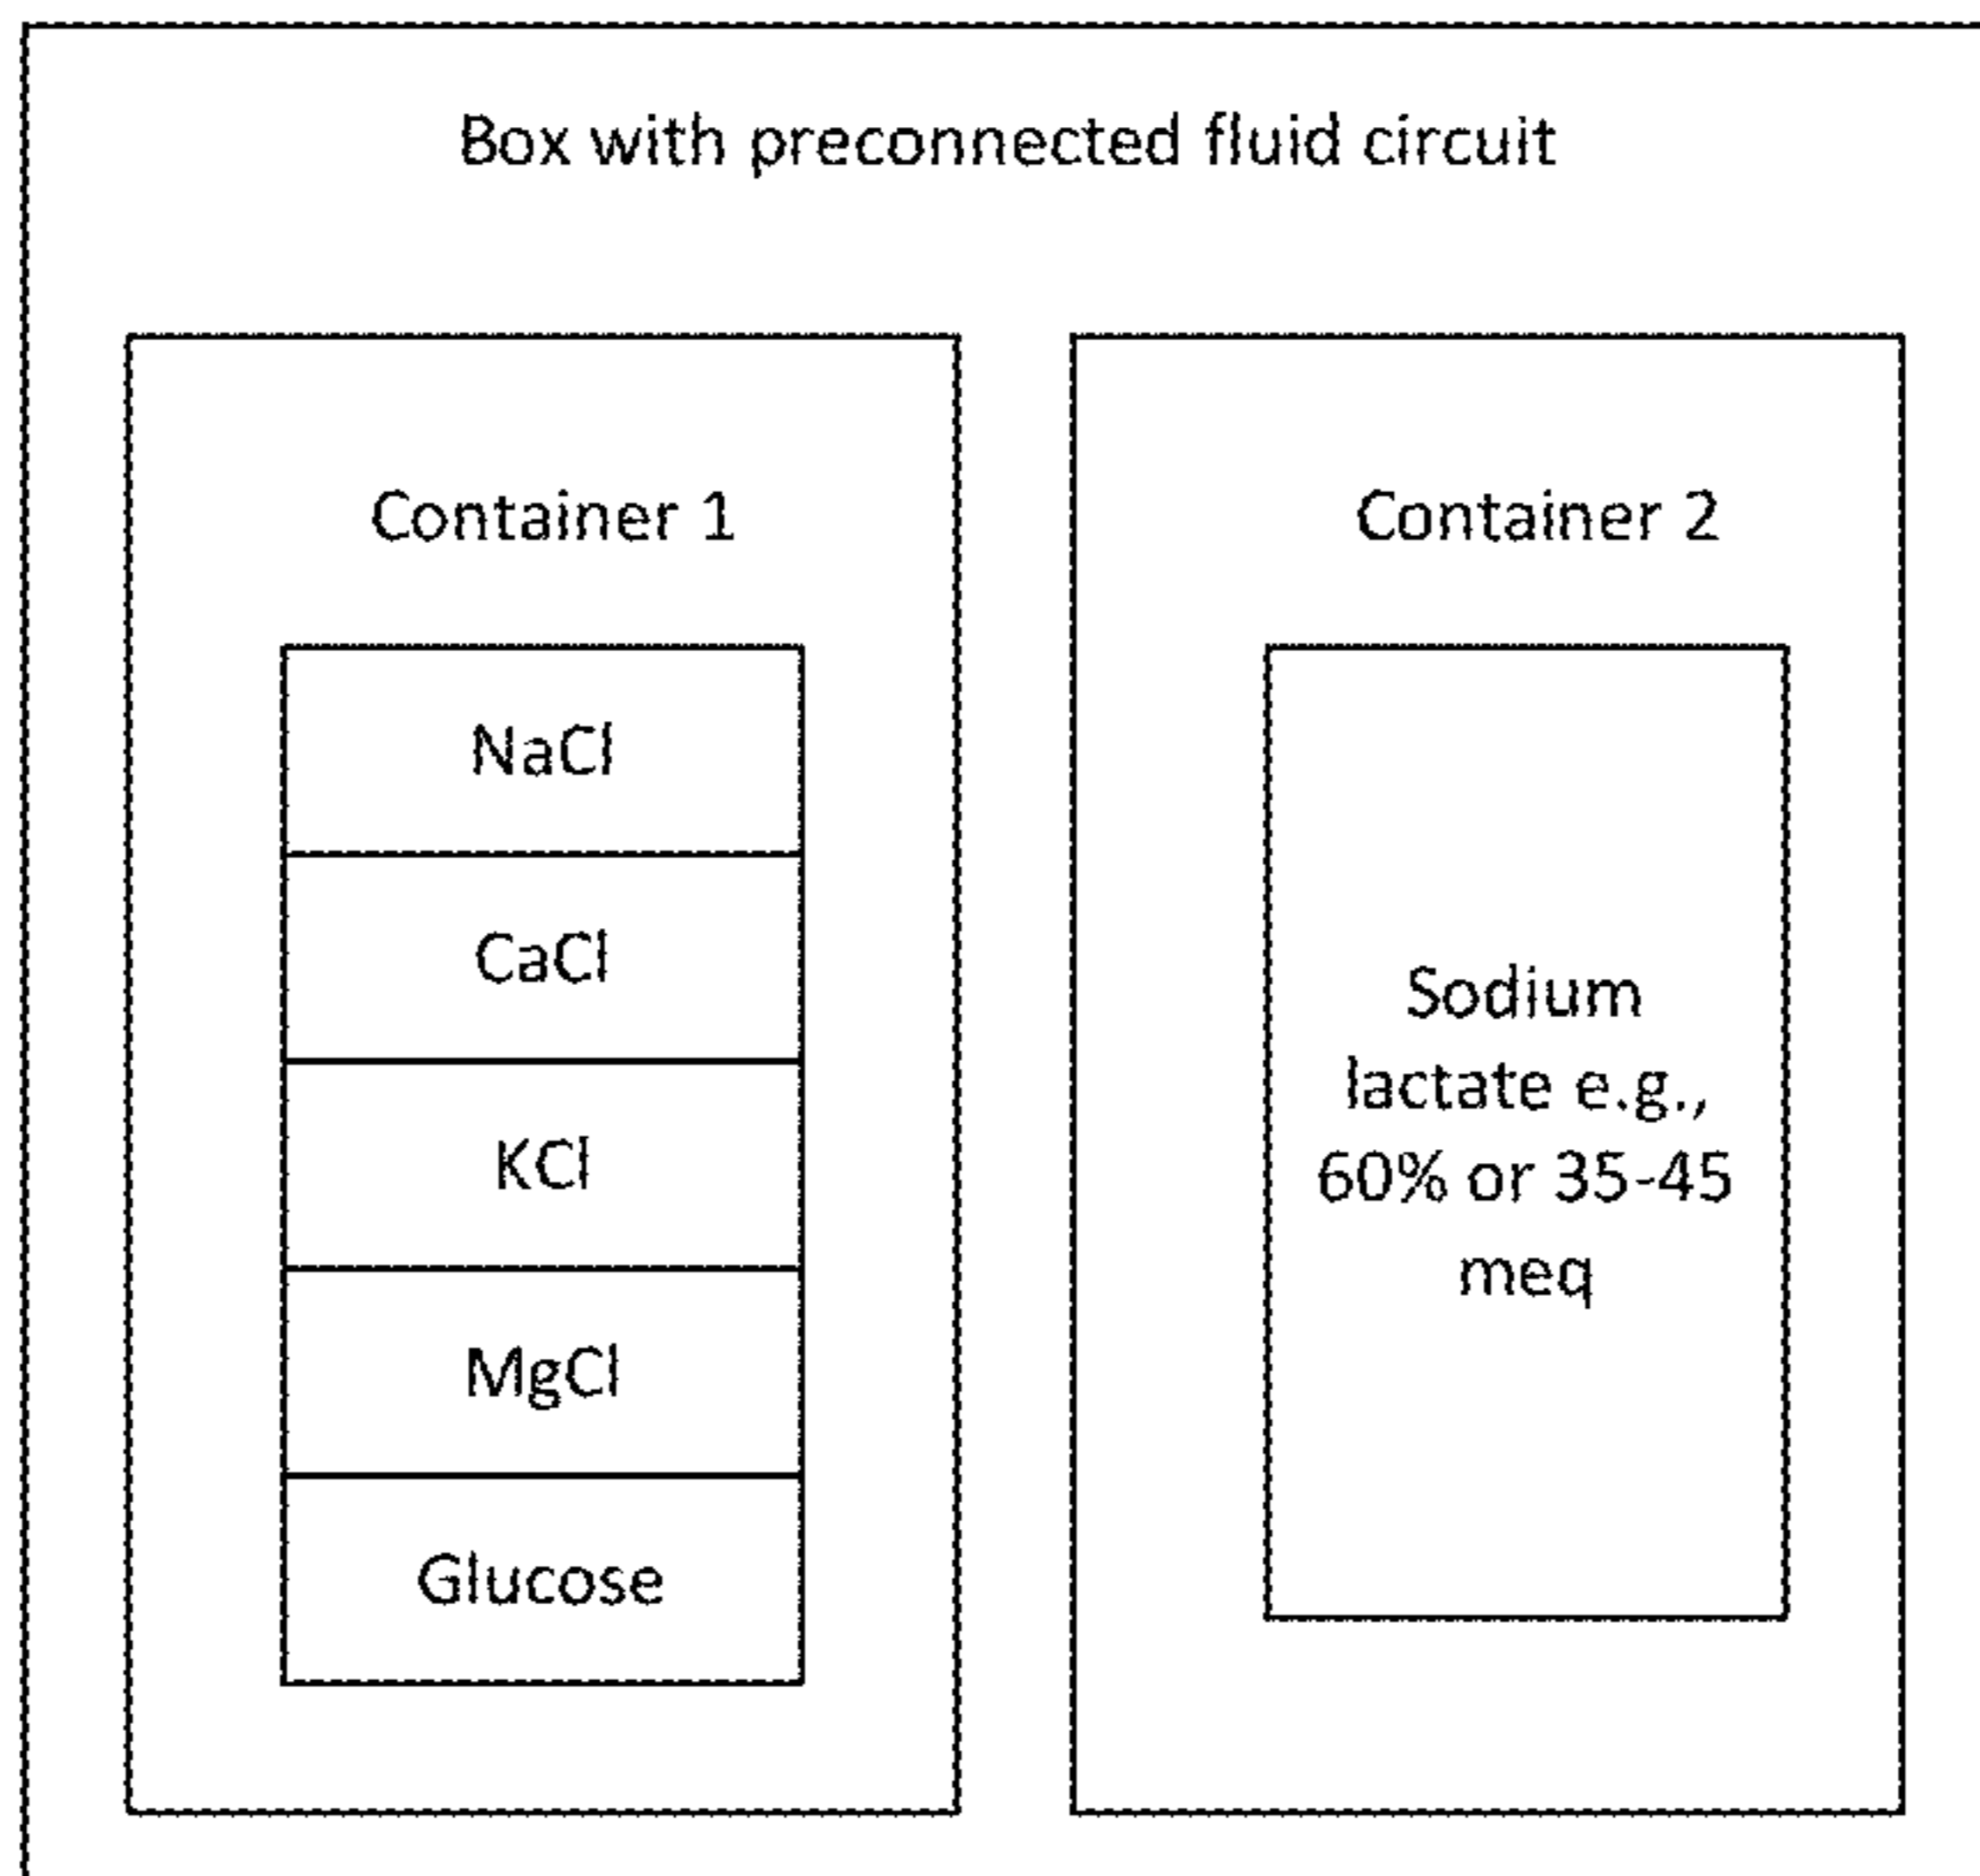 Box with preconnected fluid circuit
Container 1
NaCl
CaCl
KCl
MgCl
Glucose
Container 2
Sodium
lactate e.g.,
60% or 35-45
meq